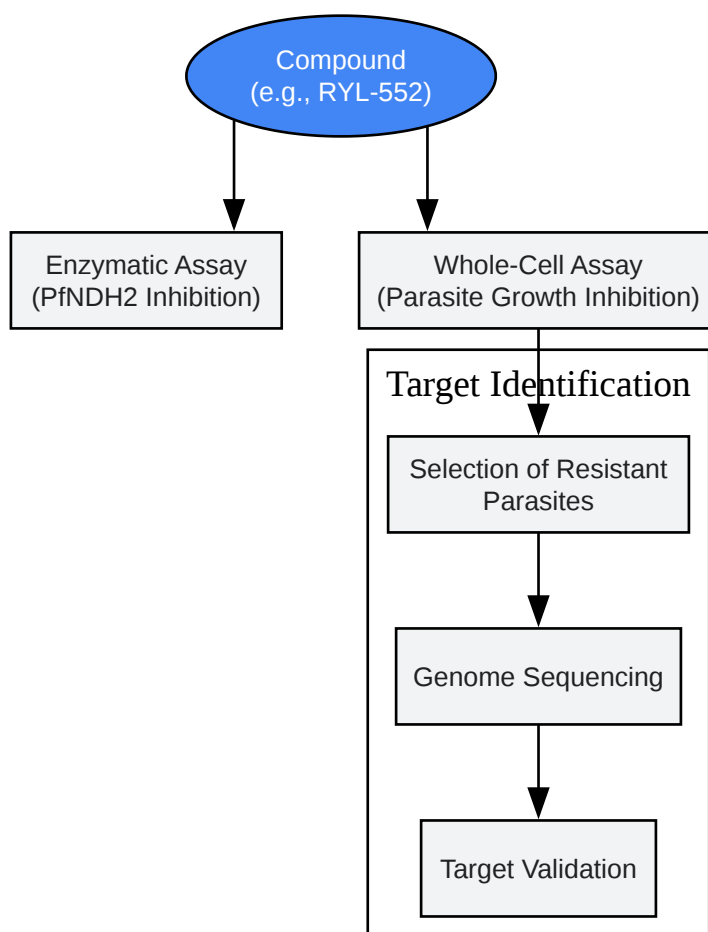 Compound
(e.g., RYL-552)
Enzymatic Assay
(PfNDH2 Inhibition)
Whole-Cell Assay
(Parasite Growth Inhibition)
Target Identification
Selection of Resistant
Parasites
Genome Sequencing
Target Validation